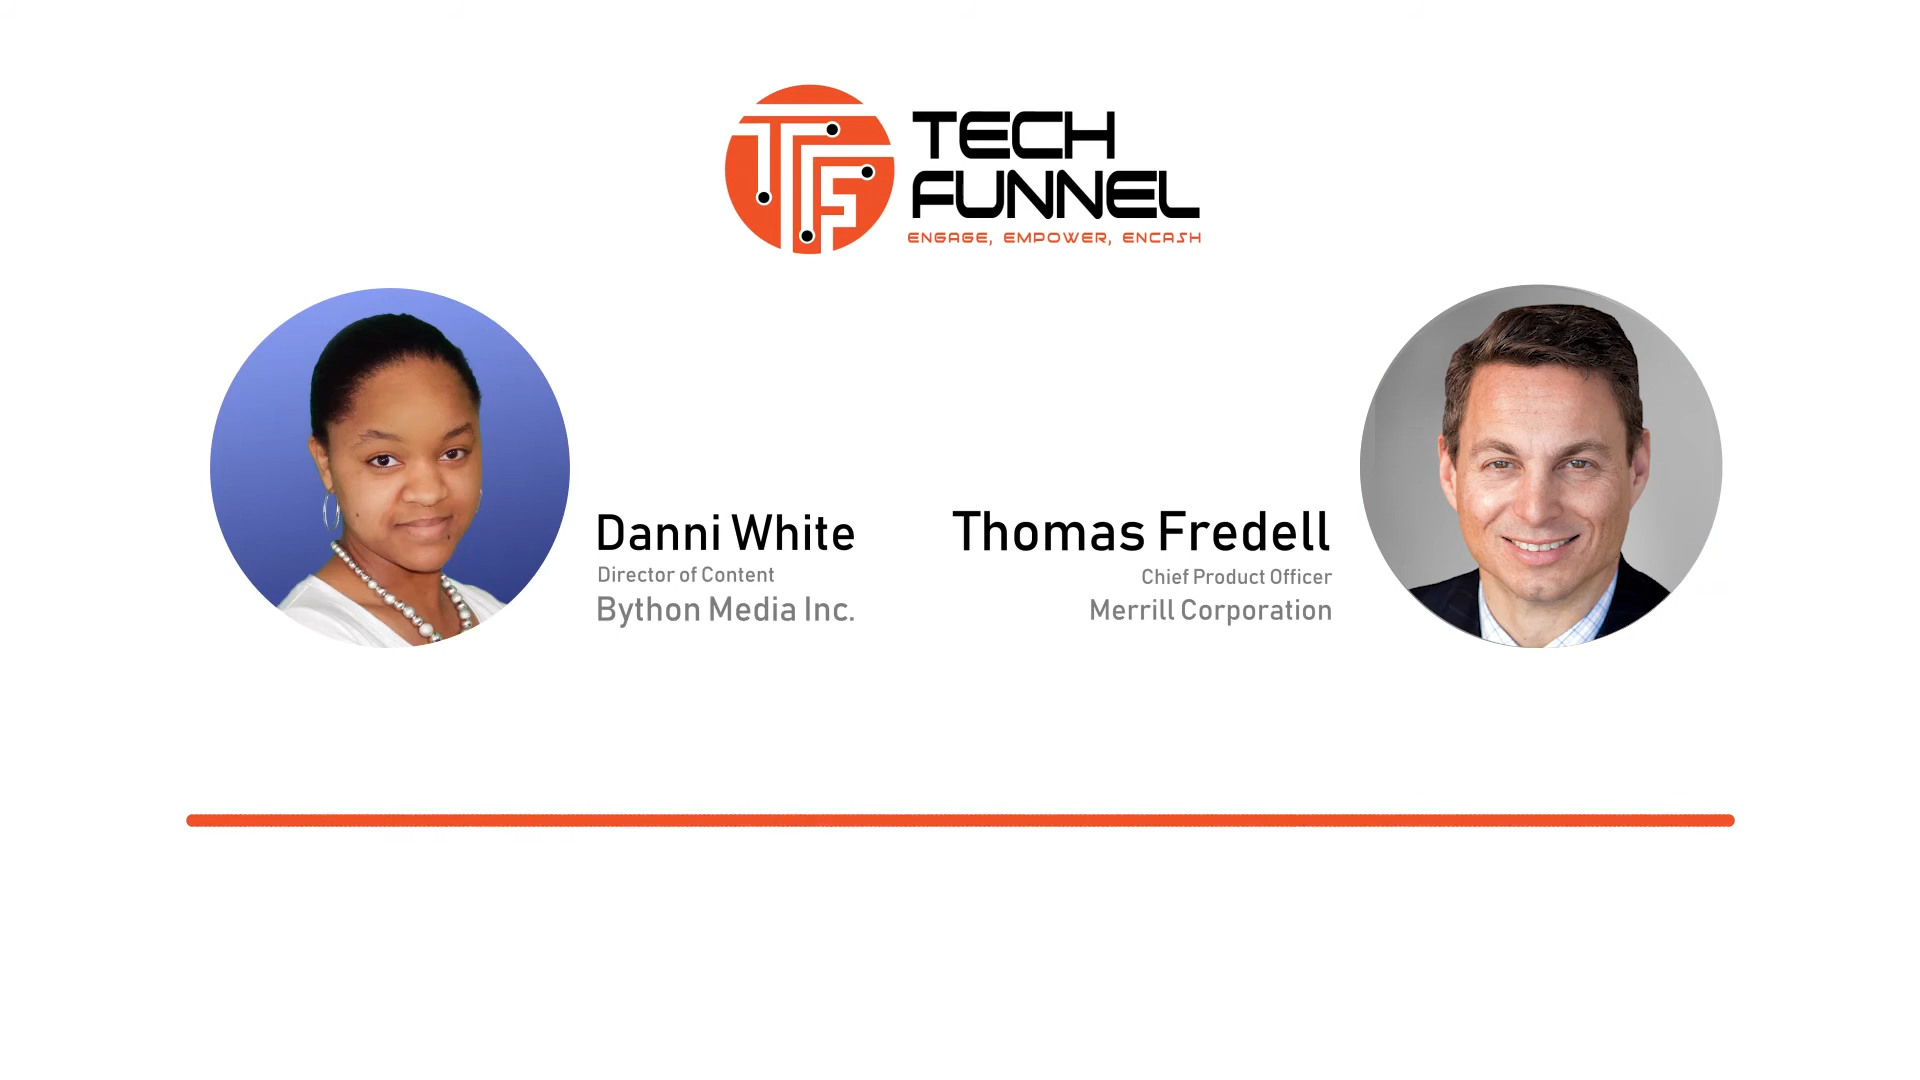 TECH
FUNNEL
ENGAGE, EMPOWER, ENCASH
Danni White
Director of Content
Bython Media Inc.
Thomas Fredell
Chief Product Officer
Merrill Corporation